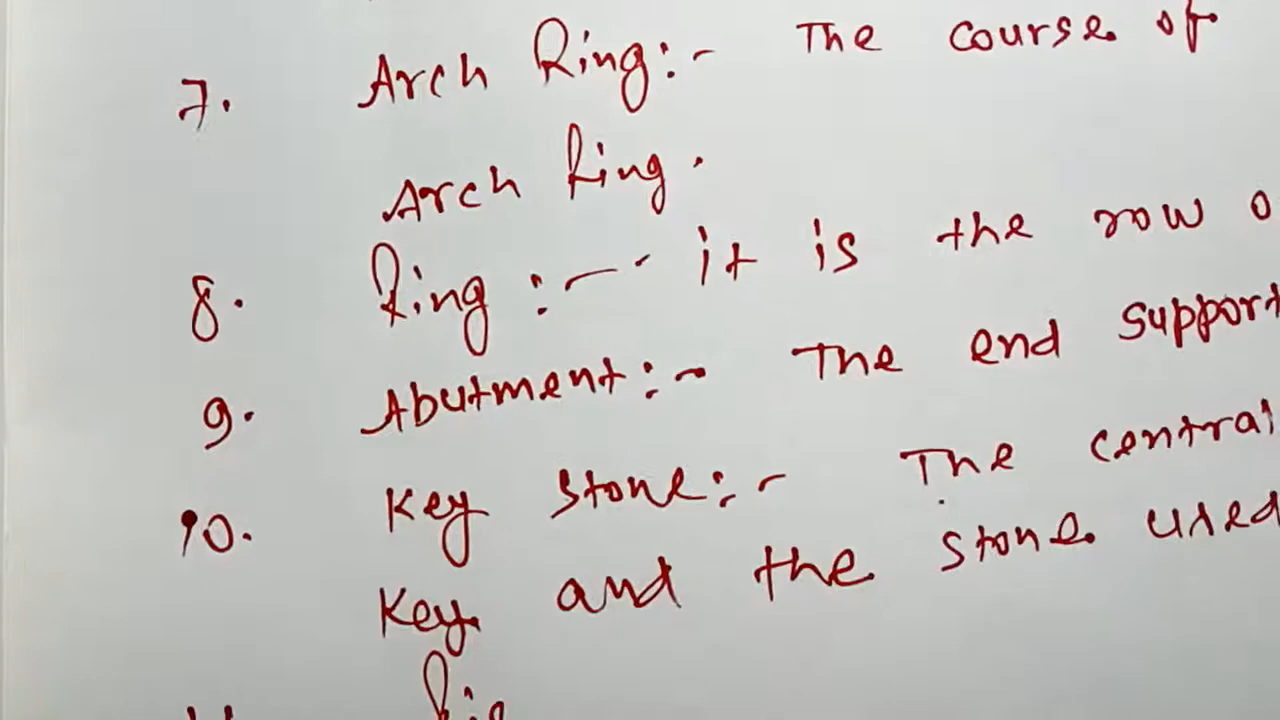 7. Arch Ring:- The course of
Arch Ring.
8. Ring :- it is the row o
9. Abutment:- The end support
10. Key Stone:- The central
Key and the stone used